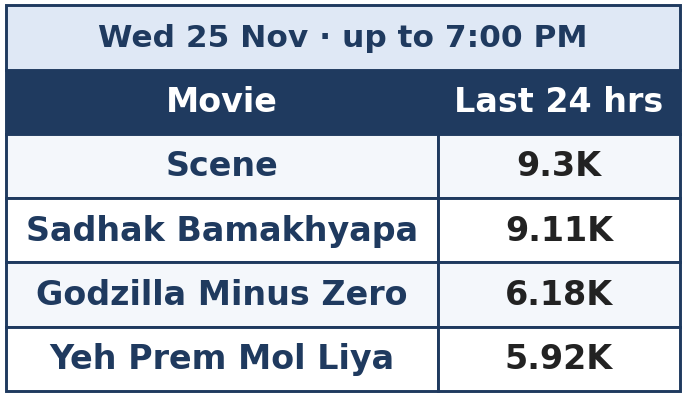 Wed 25 Nov · up to 7:00 PM
Movie Last 24 hrs
Scene 9.3K
Sadhak Bamakhyapa 9.11K
Godzilla Minus Zero 6.18K
Yeh Prem Mol Liya 5.92K